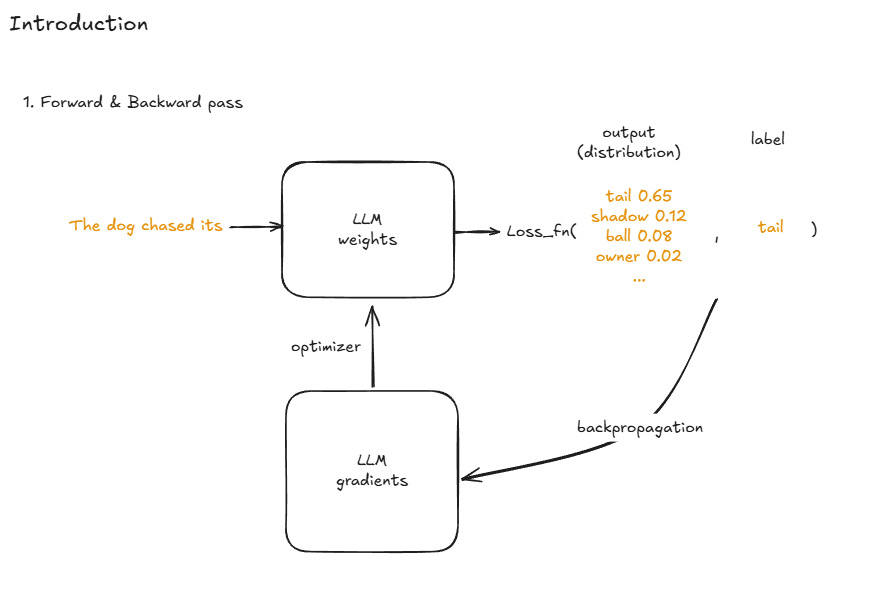 Introduction
1. Forward & Backward pass
output
(distribution)
label
The dog chased its
LLM
weights
Loss_fn(
tail 0.65
shadow 0.12
ball 0.08
owner 0.02
...
,
tail
)
optimizer
backpropagation
LLM
gradients